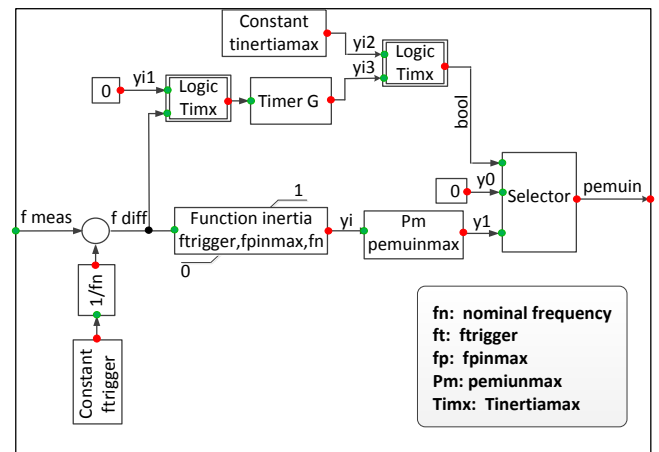 Constant
tinertiamax
yi2
Logic
Timx
yi3
0
yi1
Logic
Timx
Timer G
bool
0
y0
Selector
pemuin
f meas
f diff
1
Function inertia
ftrigger,fpinmax,fn
0
yi
Pm
pemuinmax
y1
1/fn
Constant
ftrigger
fn: nominal frequency
ft: ftrigger
fp: fpinmax
Pm: pemiunmax
Timx: Tinertiamax